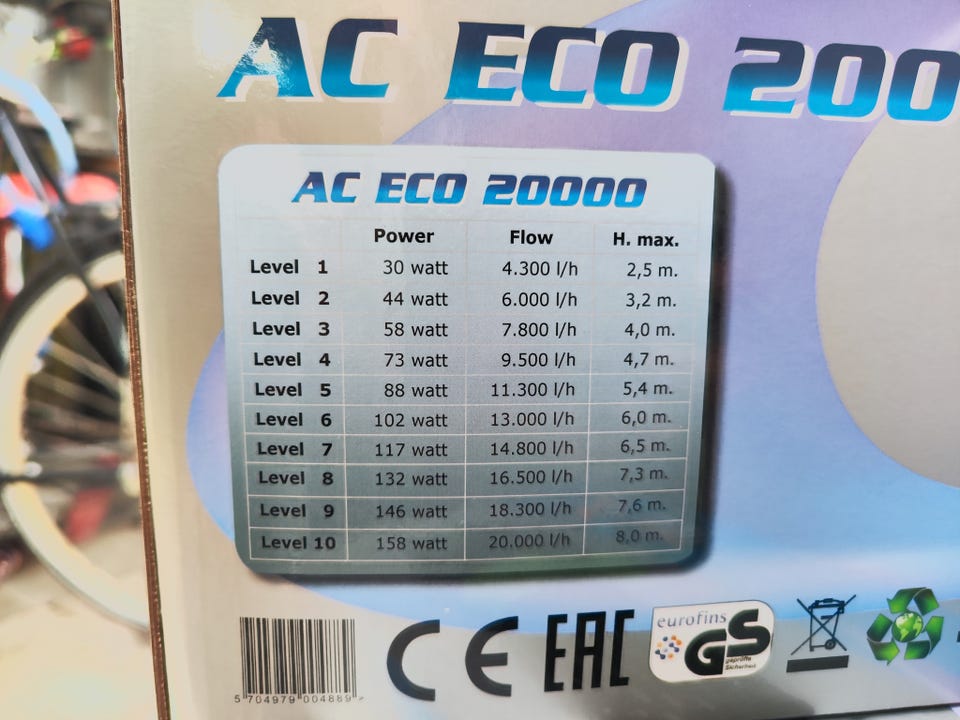 AC ECO 200
AC ECO 20000
Power Flow H. max.
Level 1 30 watt 4.300 l/h 2,5 m.
Level 2 44 watt 6.000 l/h 3,2 m.
Level 3 58 watt 7.800 l/h 4,0 m.
Level 4 73 watt 9.500 l/h 4,7 m.
Level 5 88 watt 11.300 l/h 5,4 m.
Level 6 102 watt 13.000 l/h 6,0 m.
Level 7 117 watt 14.800 l/h 6,5 m.
Level 8 132 watt 16.500 l/h 7,3 m.
Level 9 146 watt 18.300 l/h 7,6 m.
Level 10 158 watt 20.000 l/h 8,0 m.
CE EAC
eurofins
GS
geprüfte
Sicherheit
5 704979 004889 >